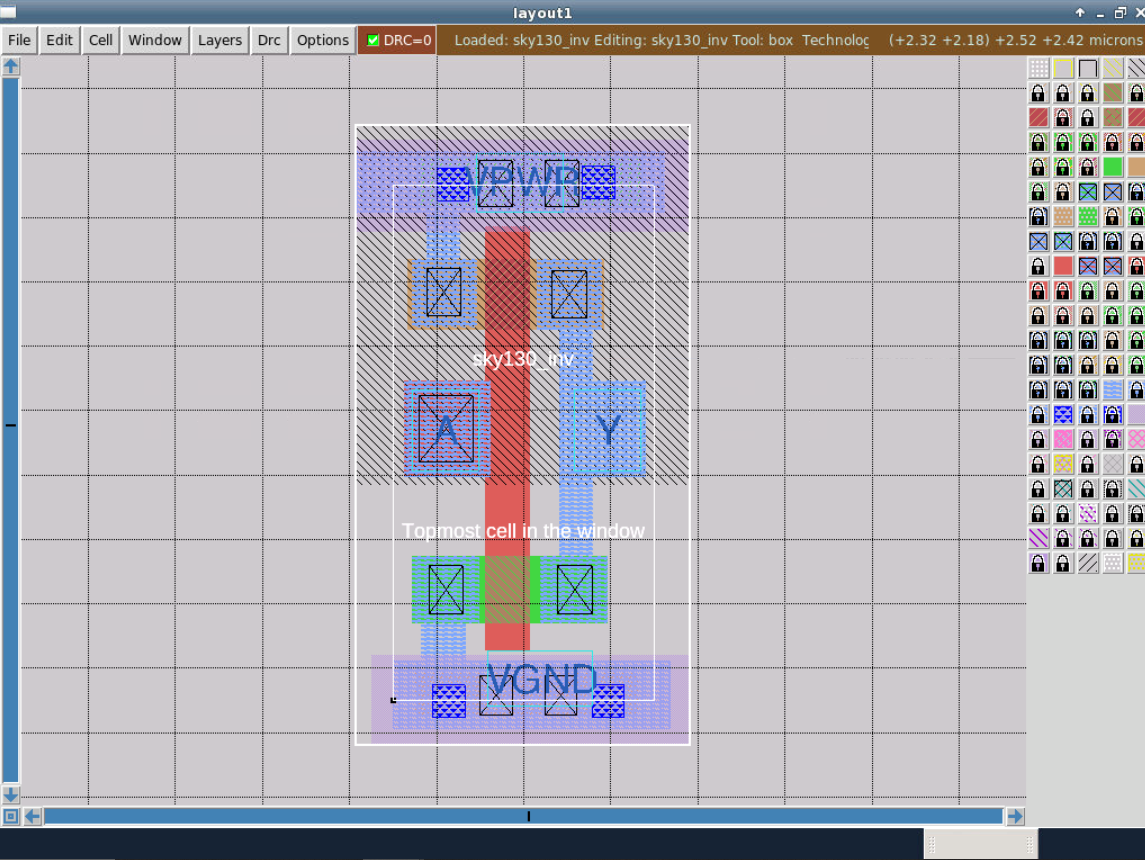 layout1
File Edit Cell Window Layers Drc Options DRC=0 Loaded: sky130_inv Editing: sky130_inv Tool: box Technolog (+2.32 +2.18) +2.52 +2.42 microns
VPWR
sky130_inv
A Y
Topmost cell in the window
VGND